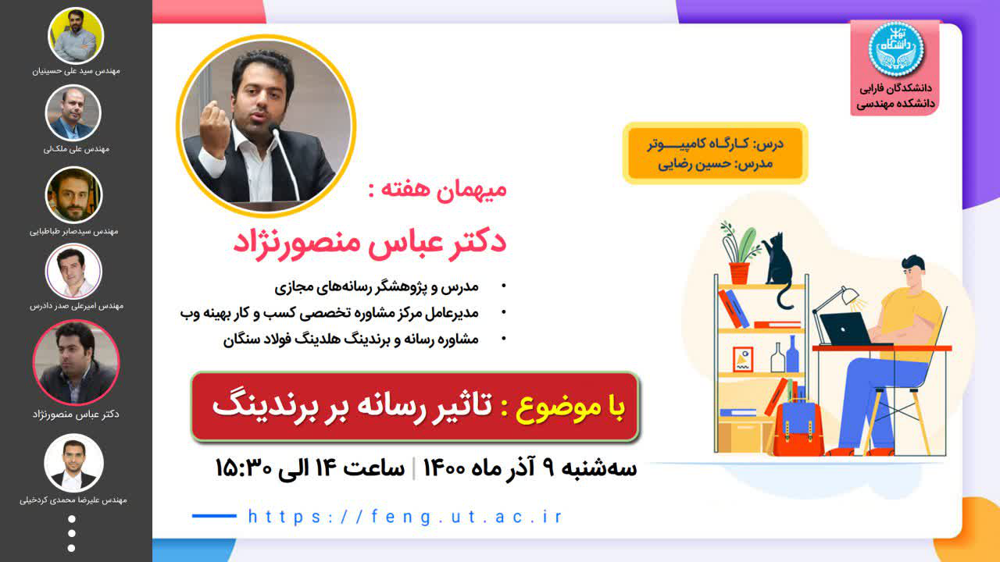 دانشگاه تهران
دانشکدگان فارابی
دانشکده مهندسی
درس: کـارگـاه کامپیـــوتر
مدرس: حسین رضایی
میهمان هفته :
دکتر عباس منصورنژاد
• مدرس و پژوهشگر رسانه‌های مجازی
• مدیرعامل مرکز مشاوره تخصصی کسب و کار بهینه وب
• مشاوره رسانه و برندینگ هلدینگ فولاد سنگان
با موضوع : تاثیر رسانه بر برندینگ
سه‌شنبه ۹ آذر ماه ۱۴۰۰ | ساعت ۱۴ الی ۱۵:۳۰
https://feng.ut.ac.ir
مهندس سید علی حسینیان
مهندس علی ملک‌لی
مهندس سیدصابر طباطبایی
مهندس امیرعلی صدر دادرس
دکتر عباس منصورنژاد
مهندس علیرضا محمدی کردخیلی